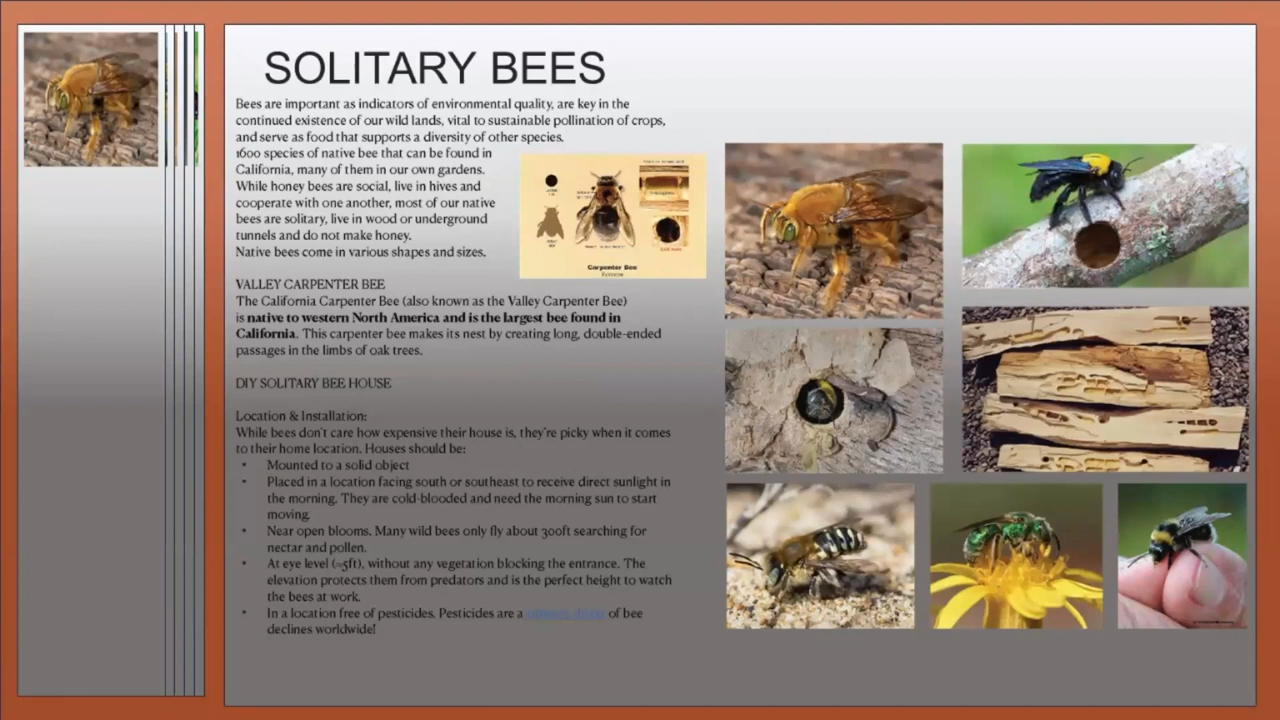 SOLITARY BEES
Bees are important as indicators of environmental quality, are key in the
continued existence of our wild lands, vital to sustainable pollination of crops,
and serve as food that supports a diversity of other species.
1600 species of native bee that can be found in
California, many of them in our own gardens.
While honey bees are social, live in hives and
cooperate with one another, most of our native
bees are solitary, live in wood or underground
tunnels and do not make honey.
Native bees come in various shapes and sizes.
Carpenter Bee
VALLEY CARPENTER BEE
The California Carpenter Bee (also known as the Valley Carpenter Bee)
is native to western North America and is the largest bee found in
California. This carpenter bee makes its nest by creating long, double-ended
passages in the limbs of oak trees.
DIY SOLITARY BEE HOUSE
Location & Installation:
While bees don't care how expensive their house is, they're picky when it comes
to their home location. Houses should be:
• Mounted to a solid object
• Placed in a location facing south or southeast to receive direct sunlight in
the morning. They are cold-blooded and need the morning sun to start
moving.
• Near open blooms. Many wild bees only fly about 300ft searching for
nectar and pollen.
• At eye level (~5ft), without any vegetation blocking the entrance. The
elevation protects them from predators and is the perfect height to watch
the bees at work.
• In a location free of pesticides. Pesticides are a of bee
declines worldwide!